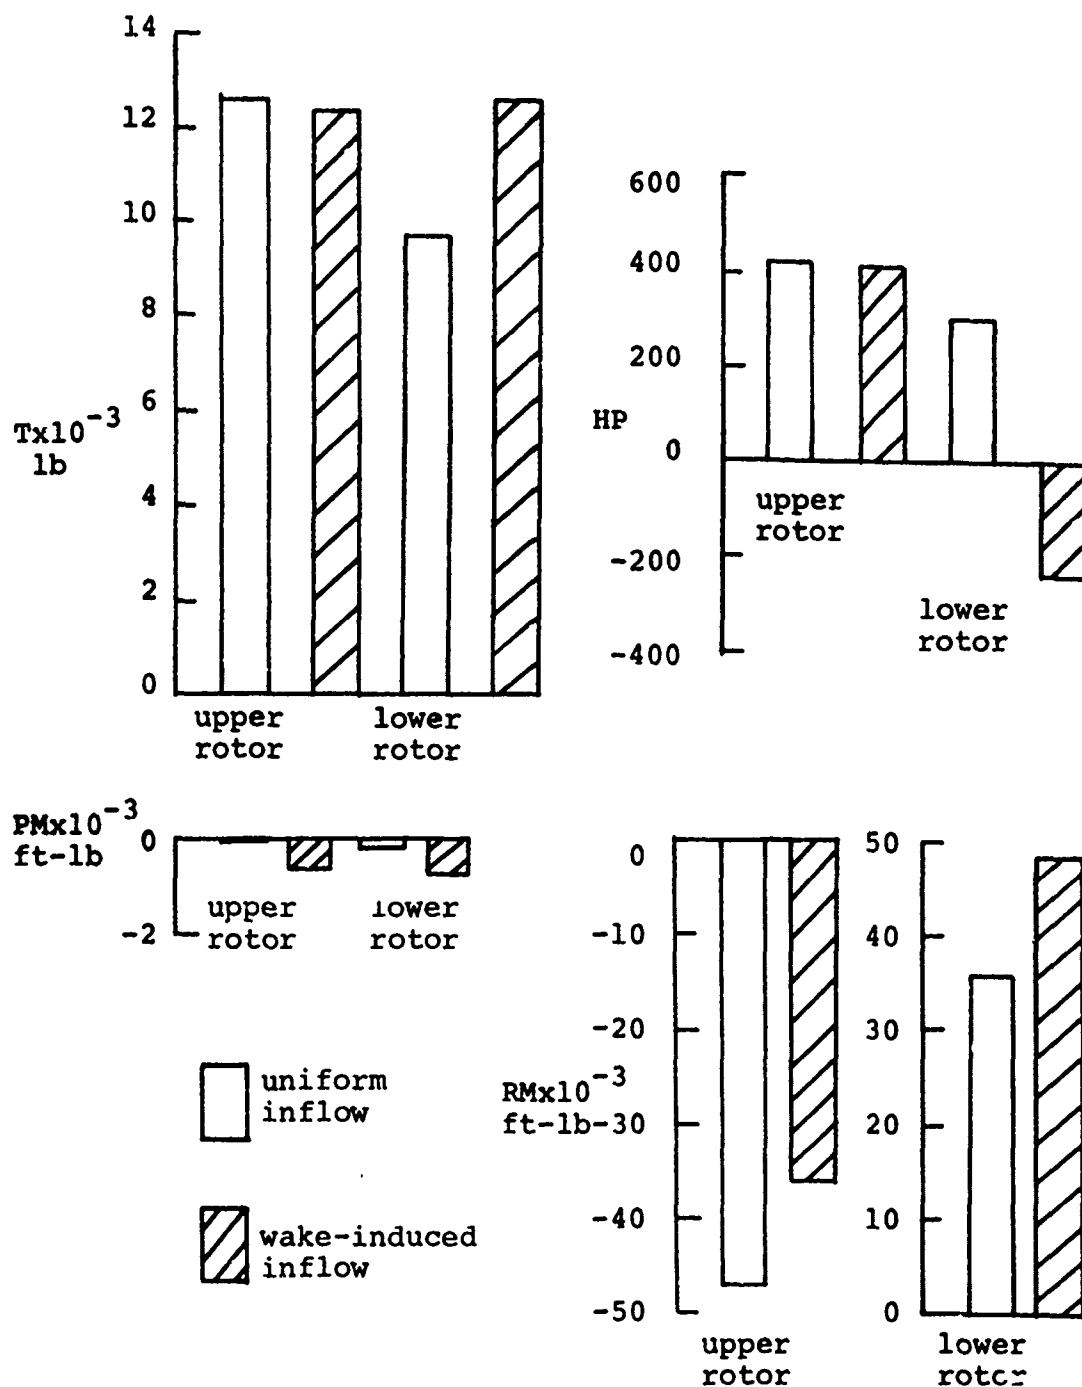 14
12
10
8
6
Tx10-3
lb
4
2
0
upper rotor
lower rotor
600
400
200
HP
0
upper rotor
-200
lower rotor
-400
PMx10-3
ft-lb
0
-2
upper rotor
lower rotor
uniform inflow
wake-induced inflow
0
-10
-20
RMx10-3
ft-lb
-30
-40
-50
upper rotor
50
40
30
20
10
0
lower rotor